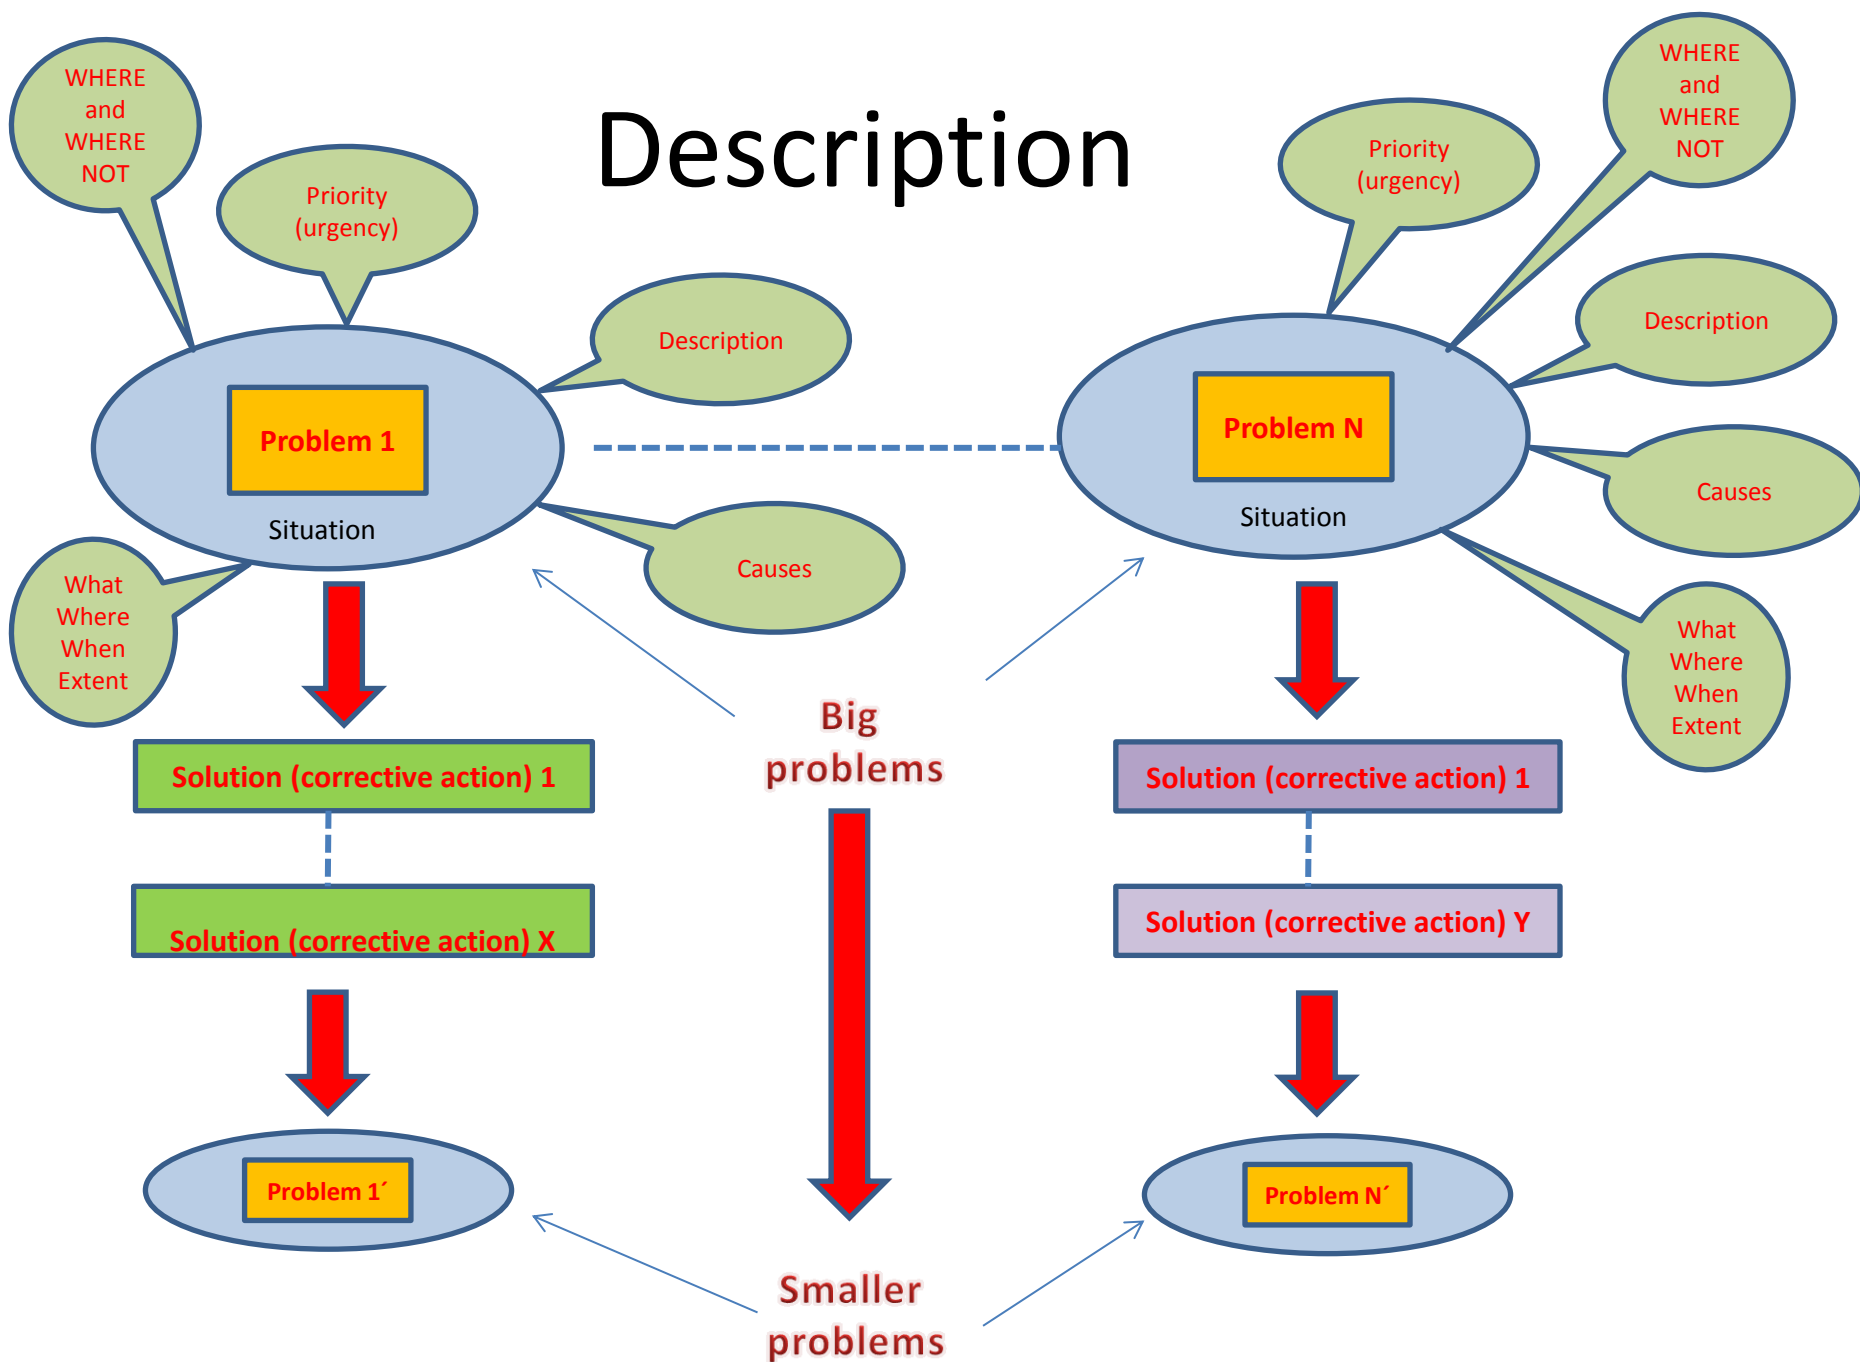 Description
WHERE
and
WHERE
NOT
Priority
(urgency)
Description
Problem 1
Situation
Causes
What
Where
When
Extent
Priority
(urgency)
WHERE
and
WHERE
NOT
Description
Problem N
Situation
Causes
What
Where
When
Extent
Big
problems
Solution (corrective action) 1
Solution (corrective action) X
Solution (corrective action) 1
Solution (corrective action) Y
Problem 1´
Problem N´
Smaller
problems